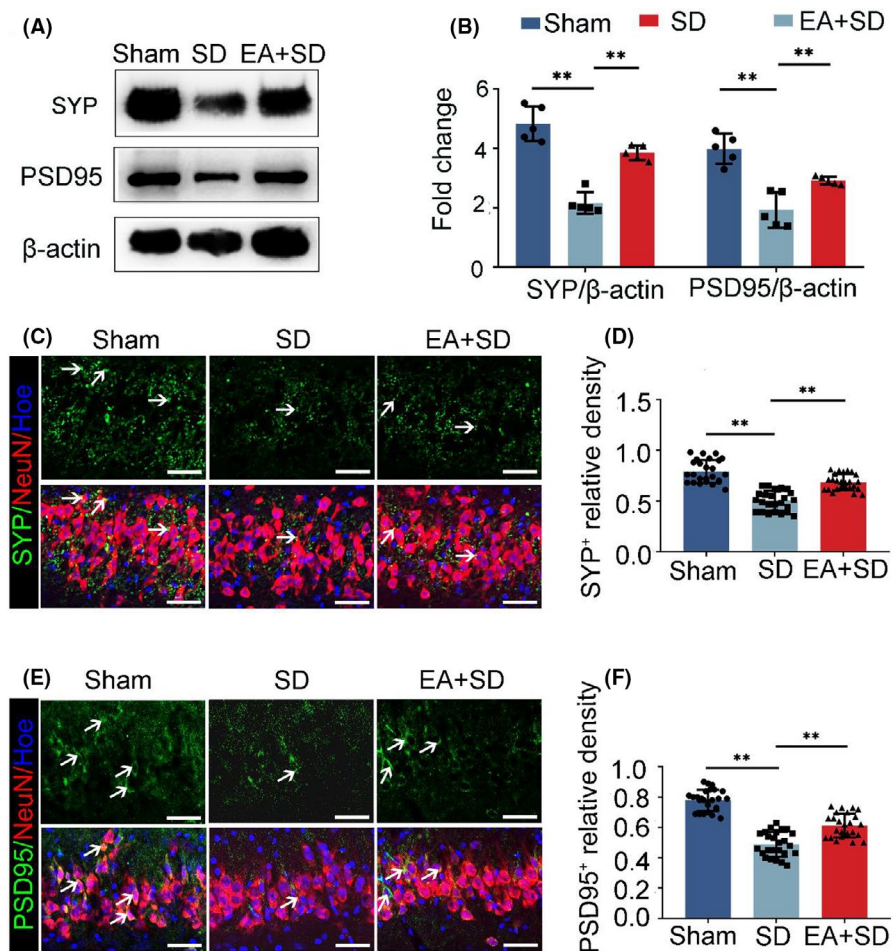 (A)
Sham SD EA+SD
SYP
PSD95
β-actin
(B)
Sham SD EA+SD
** ** ** **
Fold change
6
4
2
0
SYP/β-actin PSD95/β-actin
(C)
Sham SD EA+SD
SYP/NeuN/Hoe
(D)
SYP+ relative density
** **
1.5
1.0
0.5
0.0
Sham SD EA+SD
(E)
Sham SD EA+SD
PSD95/NeuN/Hoe
(F)
PSD95+ relative density
** **
1.0
0.8
0.6
0.4
0.2
0.0
Sham SD EA+SD